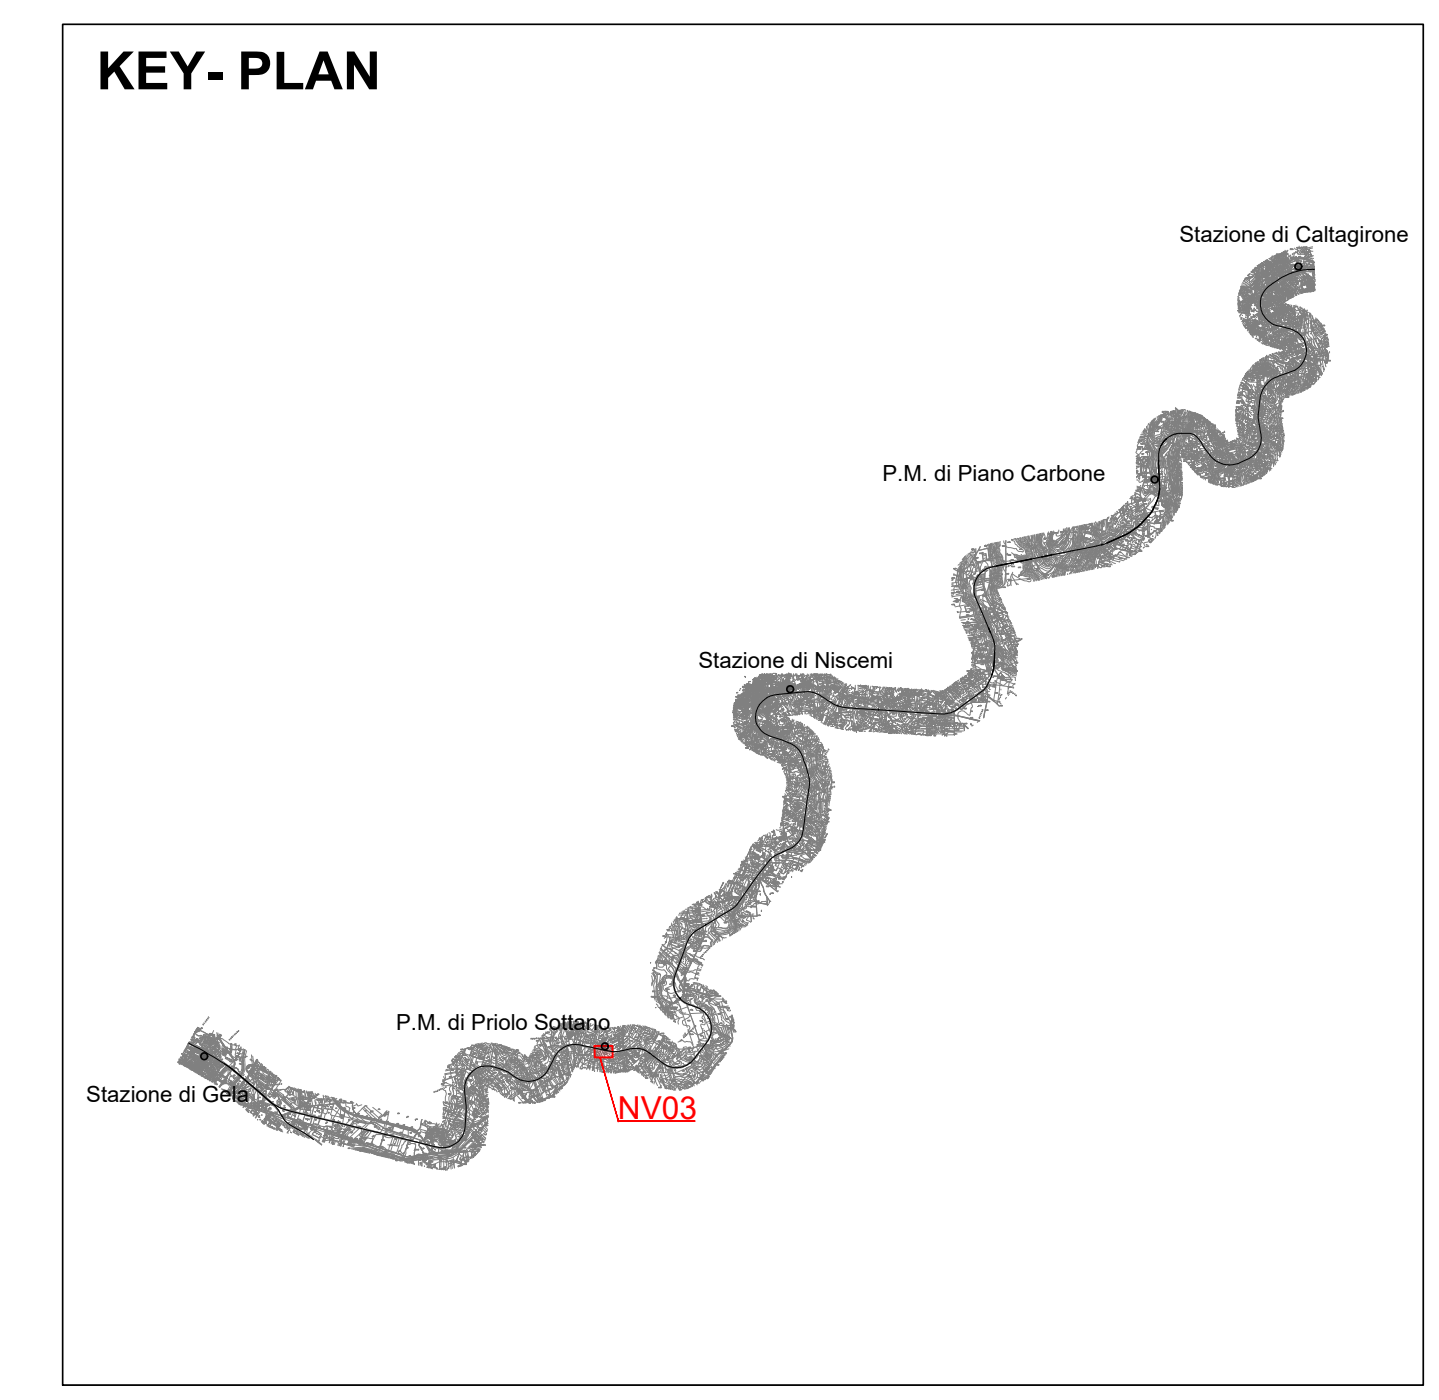 KEY- PLAN
Stazione di Caltagirone
P.M. di Piano Carbone
Stazione di Niscemi
P.M. di Priolo Sottano
Stazione di Gela
NV03